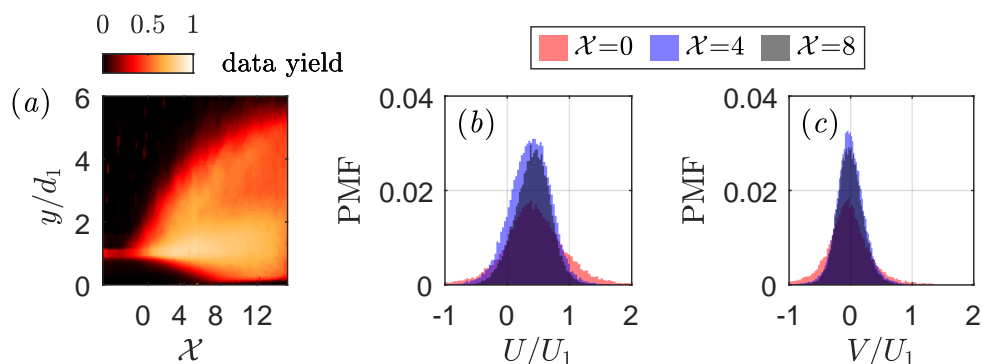 0 0.5 1
data yield
𝒳=0 𝒳=4 𝒳=8
(a)
6
4
2
0
y/d₁
0 4 8 12
𝒳
(b)
0.04
0.02
0
PMF
-1 0 1 2
U/U₁
(c)
0.04
0.02
0
PMF
-1 0 1 2
V/U₁